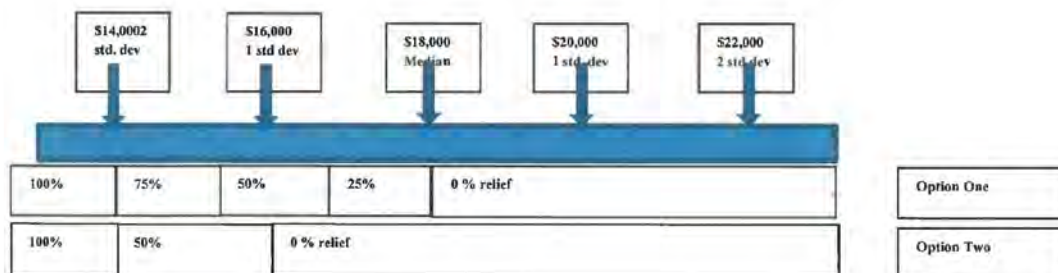 $14,0002
std. dev
$16,000
1 std dev
$18,000
Median
$20,000
1 std. dev
$22,000
2 std dev
100%
75%
50%
25%
0 % relief
Option One
100%
50%
0 % relief
Option Two